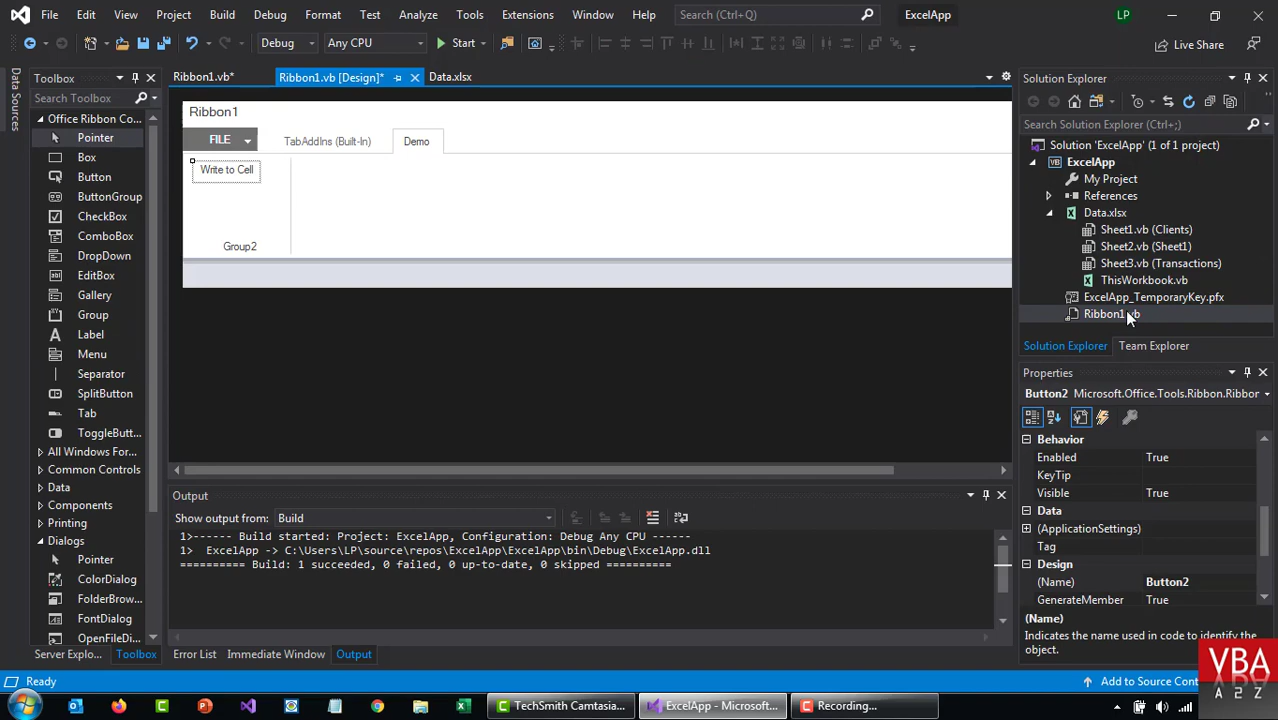 File Edit View Project Build Debug Format Test Analyze Tools Extensions Window Help Search (Ctrl+Q) ExcelApp LP
Debug Any CPU Start Live Share
Data Sources
Toolbox
Search Toolbox
Office Ribbon Co...
Pointer
Box
Button
ButtonGroup
CheckBox
ComboBox
DropDown
EditBox
Gallery
Group
Label
Menu
Separator
SplitButton
Tab
ToggleButt...
All Windows For...
Common Controls
Data
Components
Printing
Dialogs
Pointer
ColorDialog
FolderBrow...
FontDialog
OpenFileDi...
Server Explo... Toolbox
Ribbon1.vb* Ribbon1.vb [Design]* Data.xlsx
Ribbon1
FILE TabAddIns (Built-In) Demo
Write to Cell
Group2
Output
Show output from: Build
1>------ Build started: Project: ExcelApp, Configuration: Debug Any CPU ------
1> ExcelApp -> C:\Users\LP\source\repos\ExcelApp\ExcelApp\bin\Debug\ExcelApp.dll
========== Build: 1 succeeded, 0 failed, 0 up-to-date, 0 skipped ==========
Error List Immediate Window Output
Solution Explorer
Search Solution Explorer (Ctrl+;)
Solution 'ExcelApp' (1 of 1 project)
VB ExcelApp
My Project
References
Data.xlsx
Sheet1.vb (Clients)
Sheet2.vb (Sheet1)
Sheet3.vb (Transactions)
ThisWorkbook.vb
ExcelApp_TemporaryKey.pfx
Ribbon1.vb
Solution Explorer Team Explorer
Properties
Button2 Microsoft.Office.Tools.Ribbon.Ribbor
Behavior
Enabled True
KeyTip
Visible True
Data
(ApplicationSettings)
Tag
Design
(Name) Button2
GenerateMember True
(Name)
Indicates the name used in code to identify the object.
Ready Add to Source Cont
VBA
A 2 Z
TechSmith Camtasia... ExcelApp - Microsoft... Recording...